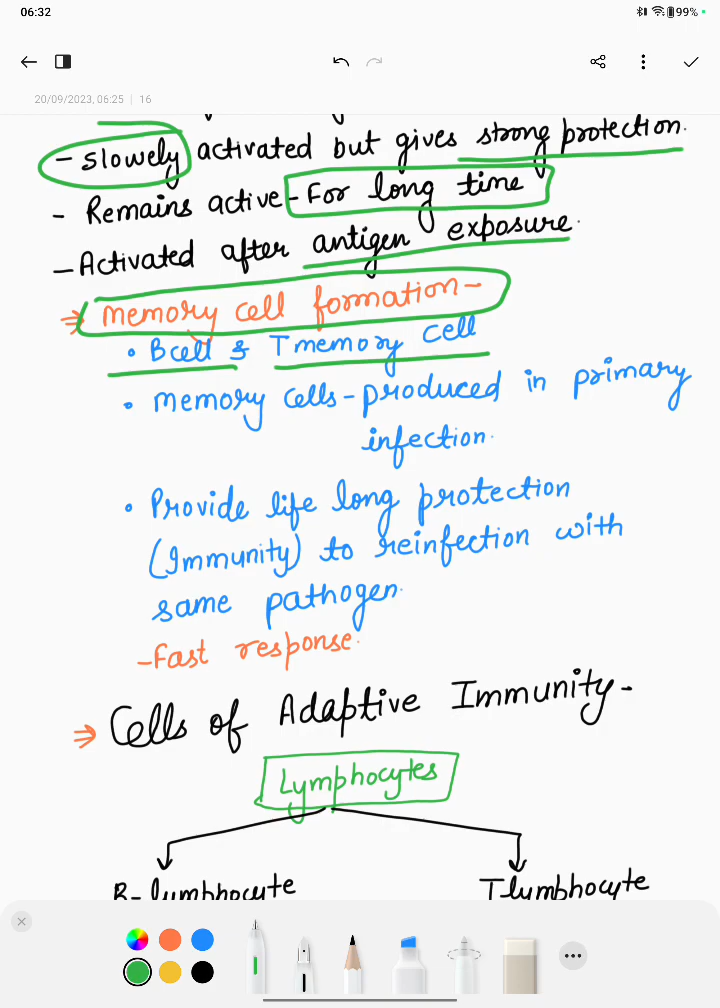 06:32
99%
20/09/2023, 06:25 | 16
- slowely activated but gives strong protection.
- Remains active - For long time
- Activated after antigen exposure.
⇒ memory cell formation -
• B cell & T memory cell
• memory cells - produced in primary
infection.
• Provide life long protection
(Immunity) to reinfection with
same pathogen.
- Fast response.
⇒ Cells of Adaptive Immunity -
Lymphocytes
B-lymphocyte T lymphocyte